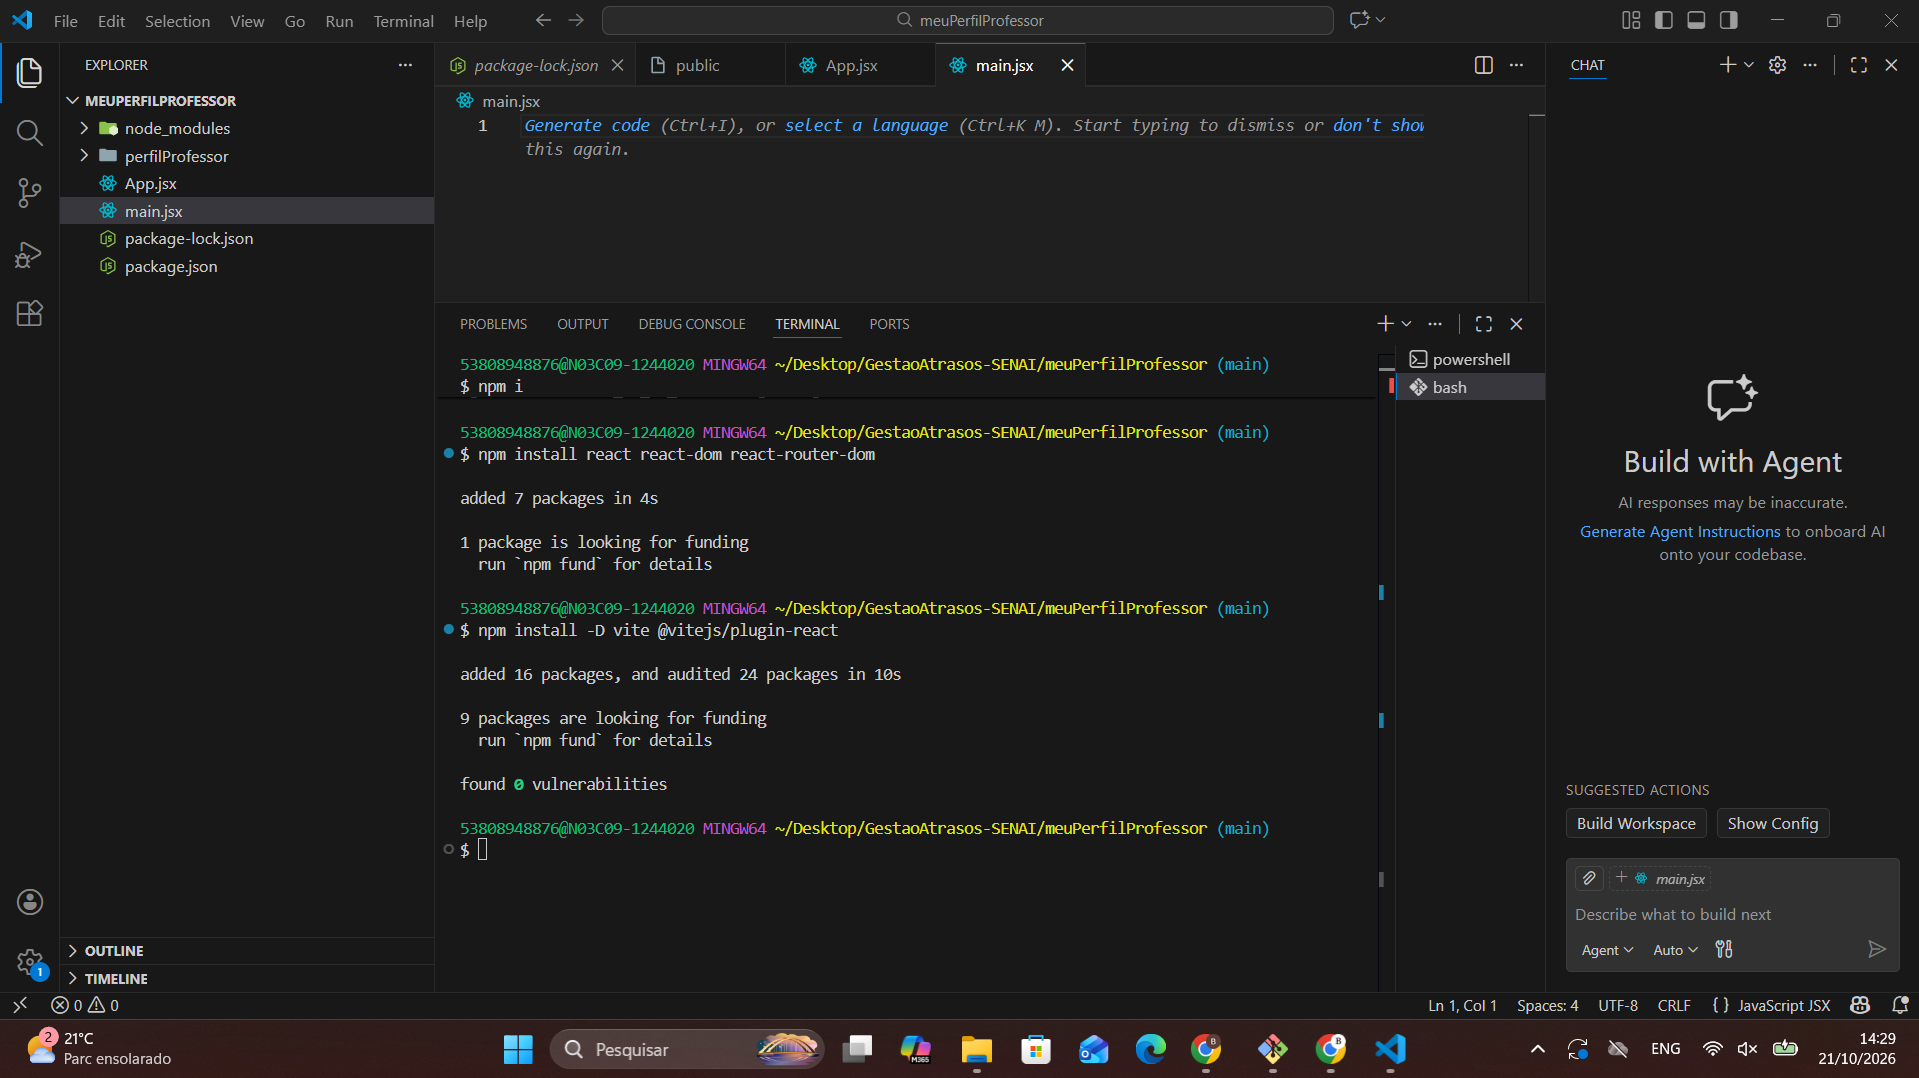 File Edit Selection View Go Run Terminal Help
meuPerfilProfessor
EXPLORER
MEUPERFILPROFESSOR
node_modules
perfilProfessor
App.jsx
main.jsx
package-lock.json
package.json
OUTLINE
TIMELINE
package-lock.json
public
App.jsx
main.jsx
main.jsx
1 Generate code (Ctrl+I), or select a language (Ctrl+K M). Start typing to dismiss or don't show
this again.
PROBLEMS OUTPUT DEBUG CONSOLE TERMINAL PORTS
53808948876@N03C09-1244020 MINGW64 ~/Desktop/GestaoAtrasos-SENAI/meuPerfilProfessor (main)
$ npm i
53808948876@N03C09-1244020 MINGW64 ~/Desktop/GestaoAtrasos-SENAI/meuPerfilProfessor (main)
$ npm install react react-dom react-router-dom
added 7 packages in 4s
1 package is looking for funding
run `npm fund` for details
53808948876@N03C09-1244020 MINGW64 ~/Desktop/GestaoAtrasos-SENAI/meuPerfilProfessor (main)
$ npm install -D vite @vitejs/plugin-react
added 16 packages, and audited 24 packages in 10s
9 packages are looking for funding
run `npm fund` for details
found 0 vulnerabilities
53808948876@N03C09-1244020 MINGW64 ~/Desktop/GestaoAtrasos-SENAI/meuPerfilProfessor (main)
$
powershell
bash
CHAT
Build with Agent
AI responses may be inaccurate.
Generate Agent Instructions to onboard AI
onto your codebase.
SUGGESTED ACTIONS
Build Workspace
Show Config
main.jsx
Describe what to build next
Agent
Auto
1
0 0
Ln 1, Col 1 Spaces: 4 UTF-8 CRLF {} JavaScript JSX
2
21°C
Parc ensolarado
Pesquisar
M365
B
B
ENG
14:29
21/10/2026